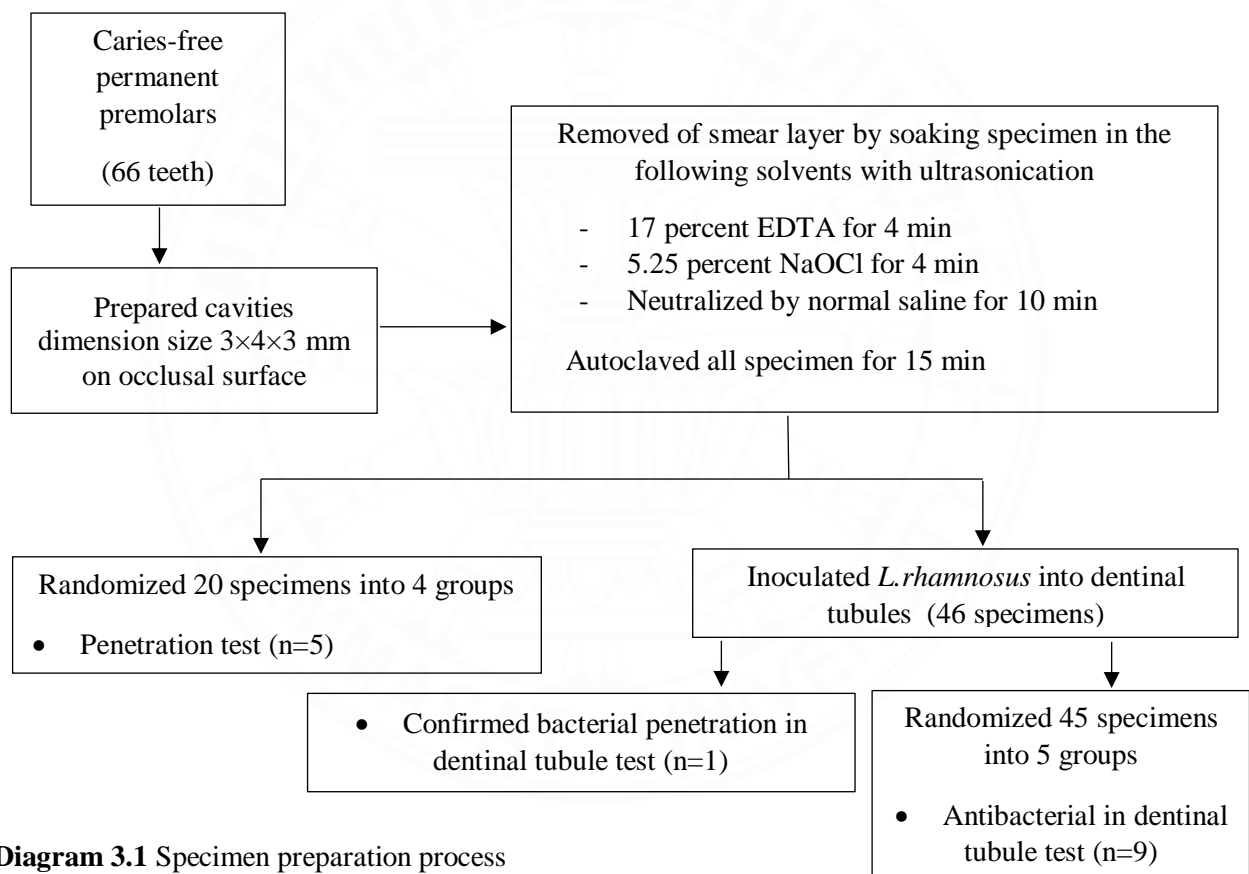 Caries-free
permanent
premolars
(66 teeth)
Prepared cavities
dimension size 3×4×3 mm
on occlusal surface
Removed of smear layer by soaking specimen in the
following solvents with ultrasonication
- 17 percent EDTA for 4 min
- 5.25 percent NaOCl for 4 min
- Neutralized by normal saline for 10 min
Autoclaved all specimen for 15 min
Randomized 20 specimens into 4 groups
• Penetration test (n=5)
Inoculated L.rhamnosus into dentinal
tubules (46 specimens)
• Confirmed bacterial penetration in
dentinal tubule test (n=1)
Randomized 45 specimens
into 5 groups
• Antibacterial in dentinal
tubule test (n=9)
Diagram 3.1 Specimen preparation process